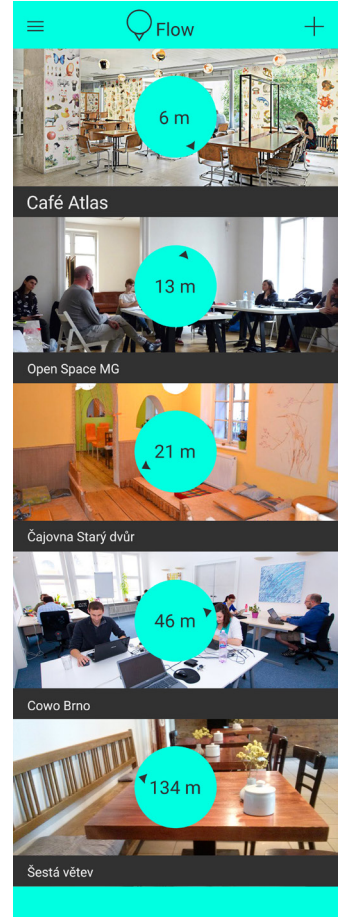 Flow
6 m
Café Atlas
13 m
Open Space MG
21 m
Čajovna Starý dvůr
46 m
Cowo Brno
134 m
Šestá větev